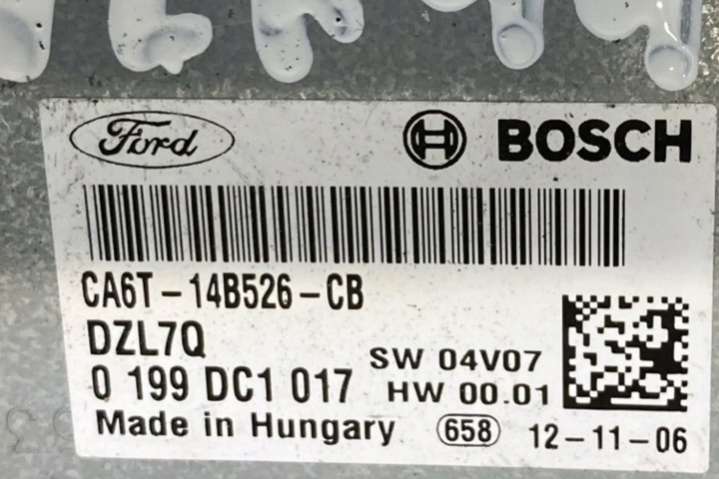 Ford BOSCH
CA6T-14B526-CB
DZL7Q
SW 04V07
0 199 DC1 017 HW 00.01
Made in Hungary 658 12-11-06